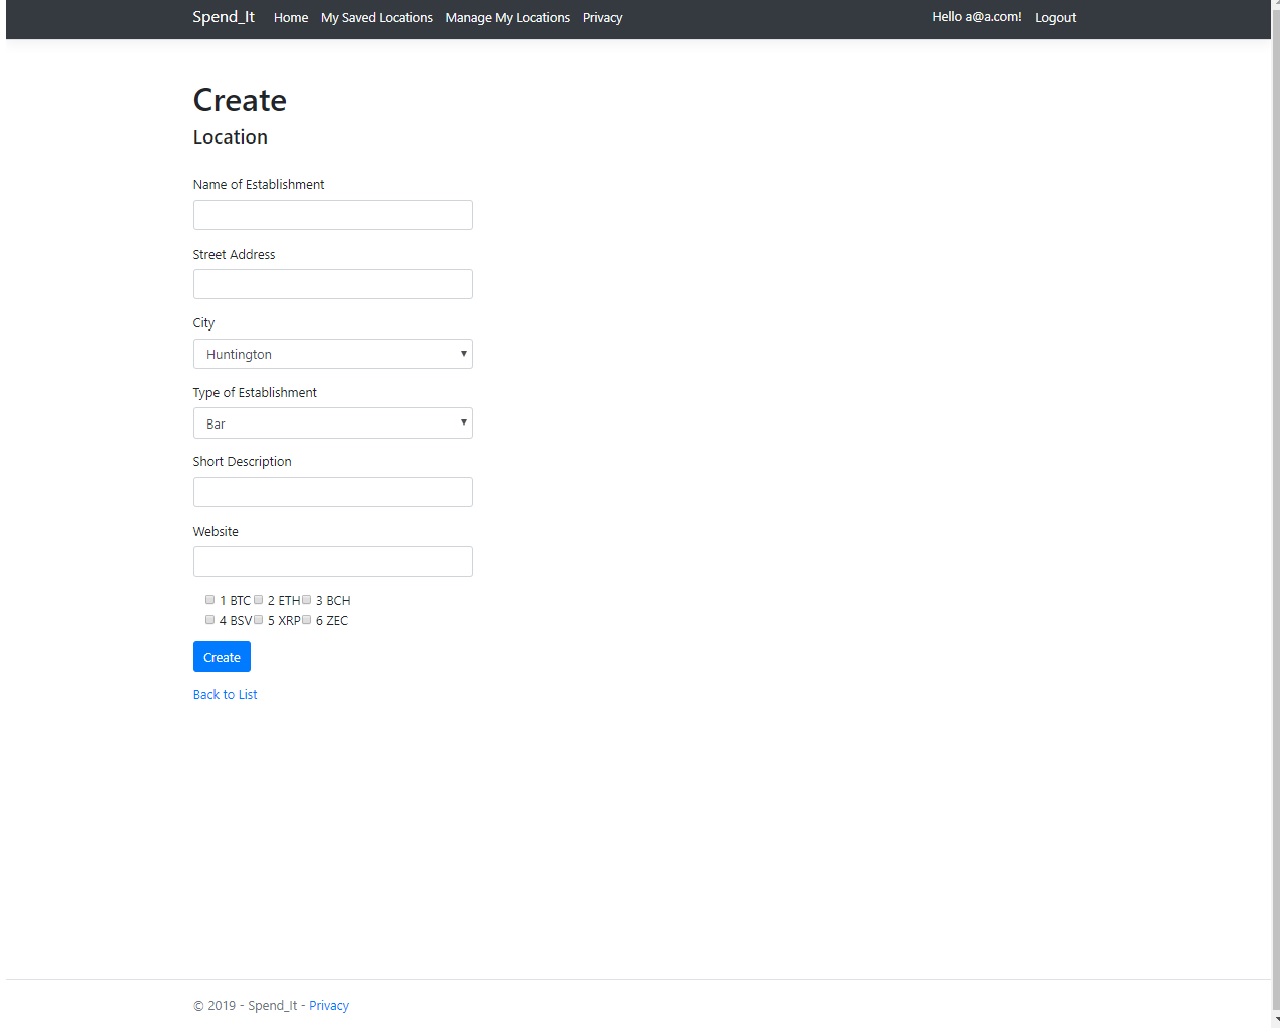 Spend_It Home My Saved Locations Manage My Locations Privacy Hello a@a.com! Logout
Create
Location
Name of Establishment
Street Address
City
Huntington
Type of Establishment
Bar
Short Description
Website
1 BTC 2 ETH 3 BCH
4 BSV 5 XRP 6 ZEC
Create
Back to List
© 2019 - Spend_It - Privacy